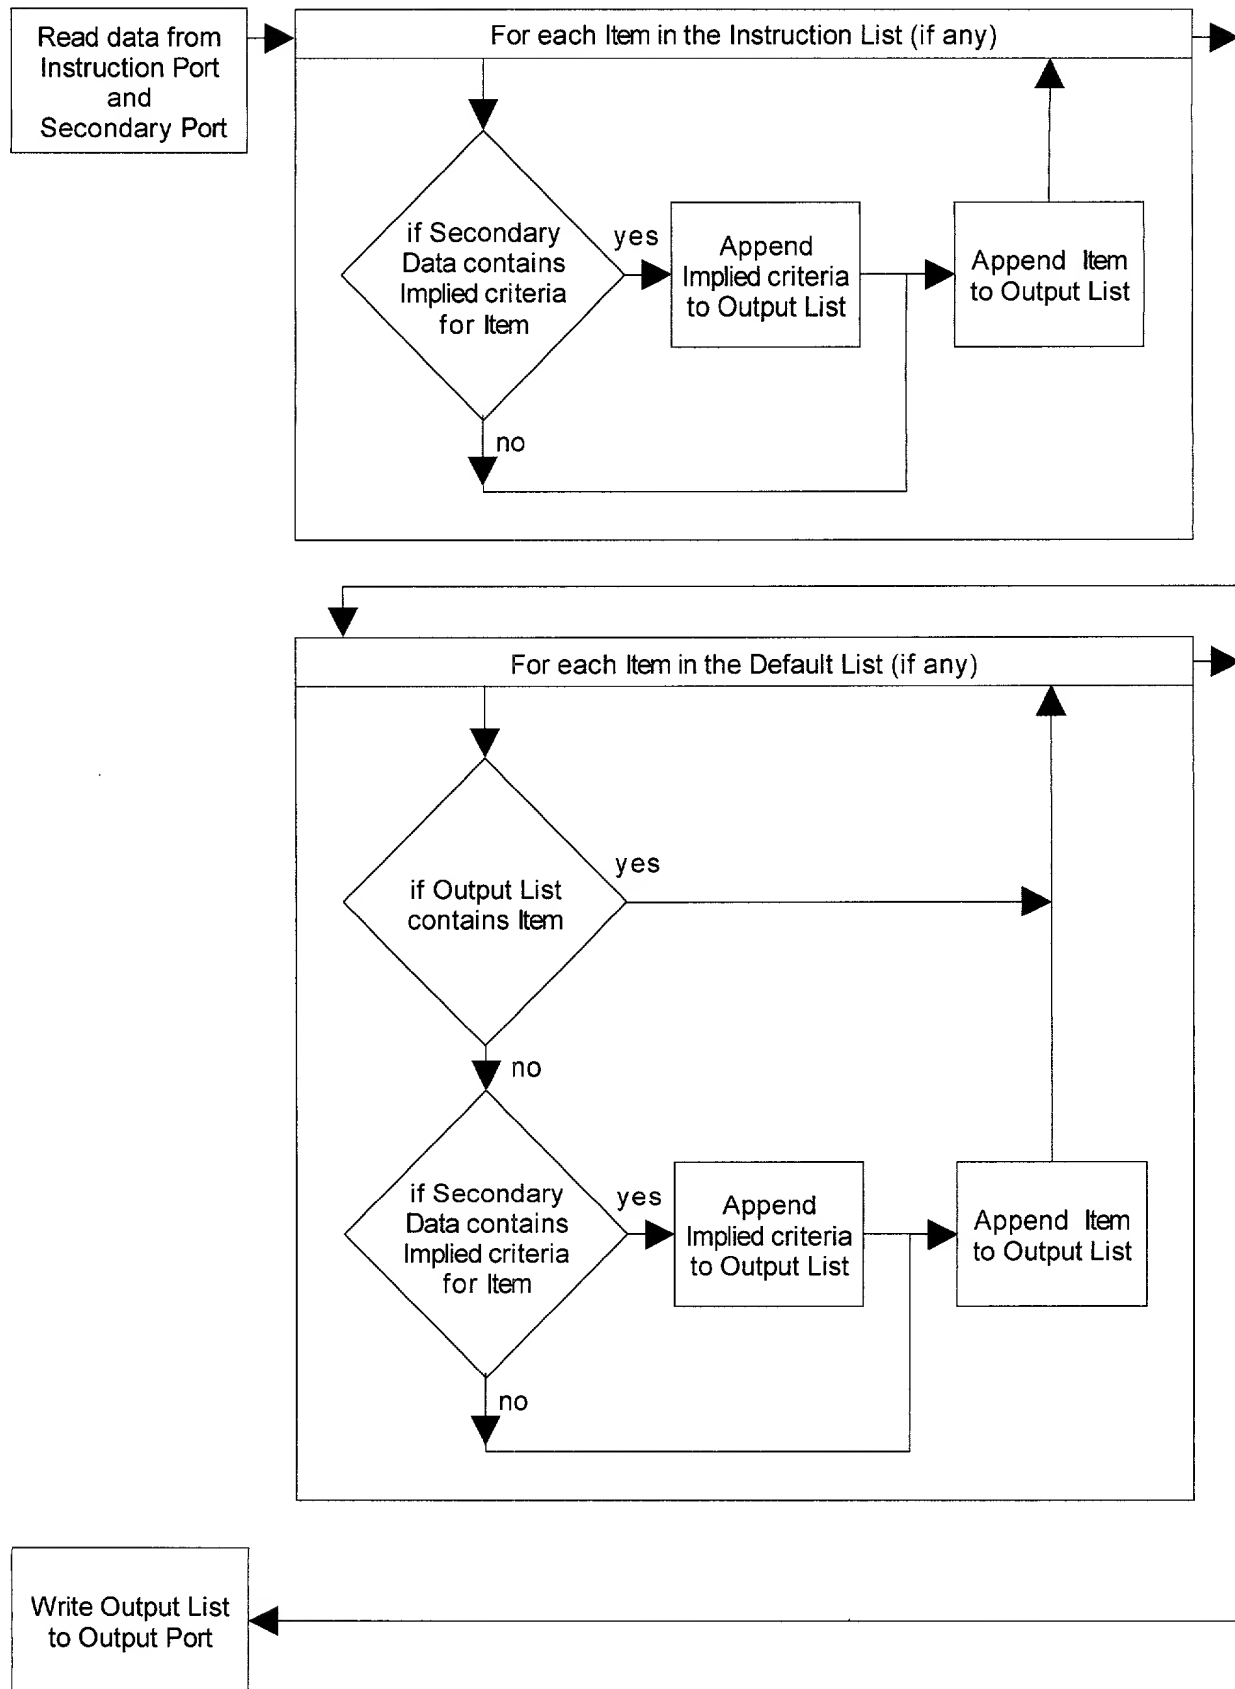 Read data from
Instruction Port
and
Secondary Port
For each Item in the Instruction List (if any)
if Secondary
Data contains
Implied criteria
for Item
yes
Append
Implied criteria
to Output List
Append Item
to Output List
no
For each Item in the Default List (if any)
if Output List
contains Item
yes
no
if Secondary
Data contains
Implied criteria
for Item
yes
Append
Implied criteria
to Output List
Append Item
to Output List
no
Write Output List
to Output Port